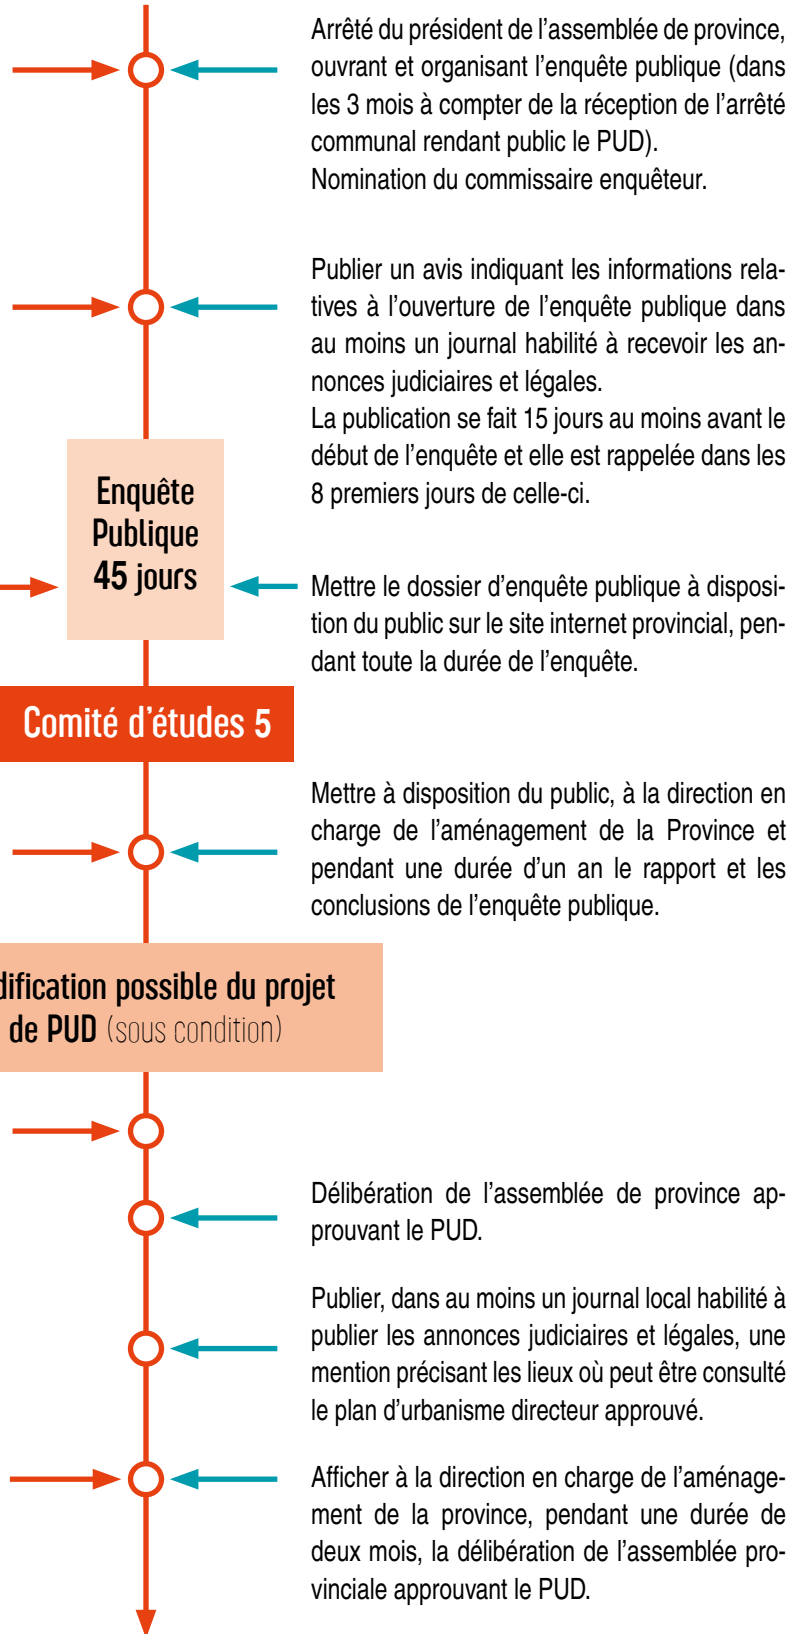 Arrêté du président de l’assemblée de province,
ouvrant et organisant l’enquête publique (dans
les 3 mois à compter de la réception de l’arrêté
communal rendant public le PUD).
Nomination du commissaire enquêteur.
Publier un avis indiquant les informations rela-
tives à l’ouverture de l’enquête publique dans
au moins un journal habilité à recevoir les an-
nonces judiciaires et légales.
La publication se fait 15 jours au moins avant le
début de l’enquête et elle est rappelée dans les
8 premiers jours de celle-ci.
Enquête
Publique
45 jours
Mettre le dossier d’enquête publique à disposi-
tion du public sur le site internet provincial, pen-
dant toute la durée de l’enquête.
Comité d’études 5
Mettre à disposition du public, à la direction en
charge de l’aménagement de la Province et
pendant une durée d’un an le rapport et les
conclusions de l’enquête publique.
dification possible du projet
de PUD (sous condition)
Délibération de l’assemblée de province ap-
prouvant le PUD.
Publier, dans au moins un journal local habilité à
publier les annonces judiciaires et légales, une
mention précisant les lieux où peut être consulté
le plan d’urbanisme directeur approuvé.
Afficher à la direction en charge de l’aménage-
ment de la province, pendant une durée de
deux mois, la délibération de l’assemblée pro-
vinciale approuvant le PUD.